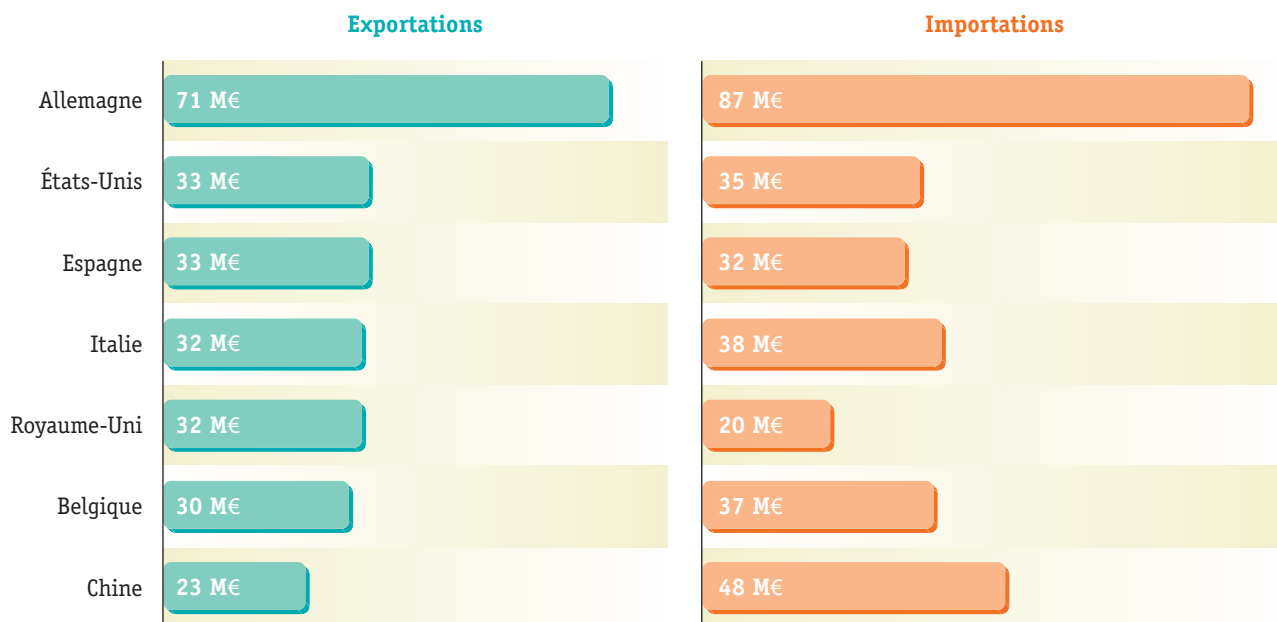 Exportations Importations
Allemagne 71 M€ 87 M€
États-Unis 33 M€ 35 M€
Espagne 33 M€ 32 M€
Italie 32 M€ 38 M€
Royaume-Uni 32 M€ 20 M€
Belgique 30 M€ 37 M€
Chine 23 M€ 48 M€